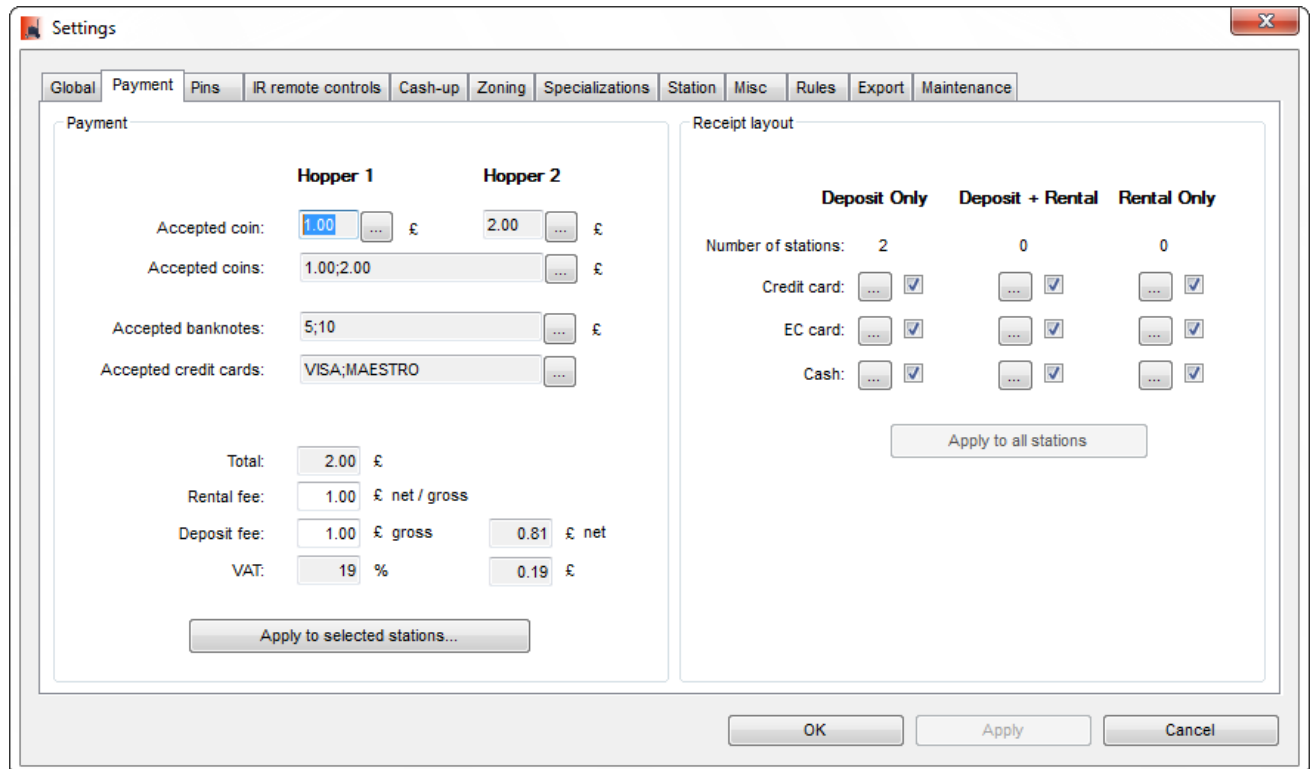 Settings
Global Payment Pins IR remote controls Cash-up Zoning Specializations Station Misc Rules Export Maintenance
Payment
Hopper 1 Hopper 2
Accepted coin: 1.00 ... £ 2.00 ... £
Accepted coins: 1.00;2.00 ... £
Accepted banknotes: 5;10 ... £
Accepted credit cards: VISA;MAESTRO ...
Total: 2.00 £
Rental fee: 1.00 £ net / gross
Deposit fee: 1.00 £ gross 0.81 £ net
VAT: 19 % 0.19 £
Apply to selected stations...
Receipt layout
Deposit Only Deposit + Rental Rental Only
Number of stations: 2 0 0
Credit card: ... ... ...
EC card: ... ... ...
Cash: ... ... ...
Apply to all stations
OK Apply Cancel